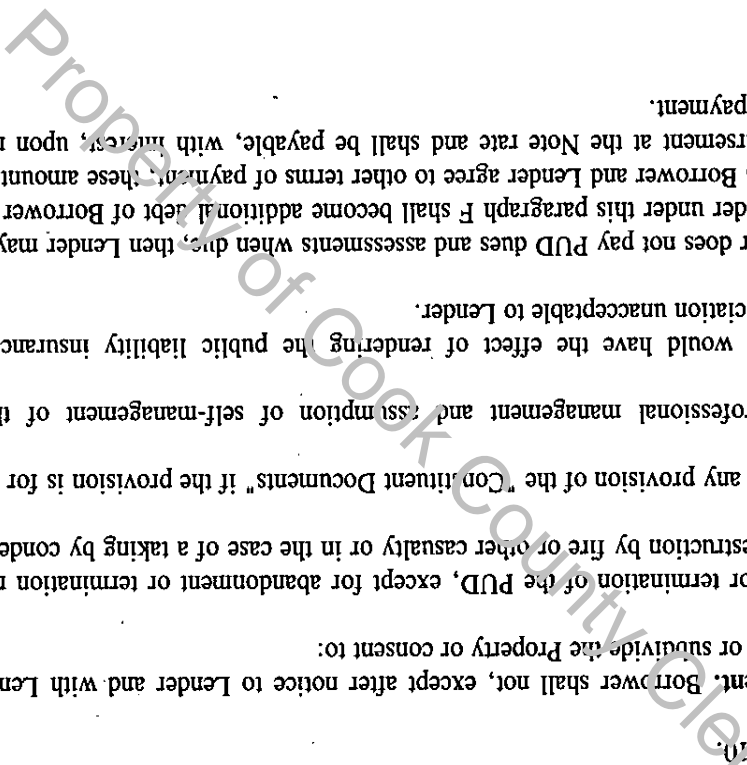 10.
ent. Borrower shall not, except after notice to Lender and with Len
or subdivide the Property or consent to:
or termination of the PUD, except for abandonment or termination
estruction by fire or other casualty or in the case of a taking by conde
any provision of the "Constituent Documents" if the provision is for
rofessional management and assumption of self-management of th
would have the effect of rendering the public liability insuranc
ciation unacceptable to Lender.
r does not pay PUD dues and assessments when due, then Lender may
der under this paragraph F shall become additional debt of Borrower
Borrower and Lender agree to other terms of payment, these amount
rsement at the Note rate and shall be payable, with interest, upon
payment.
Property of Cook County Cle